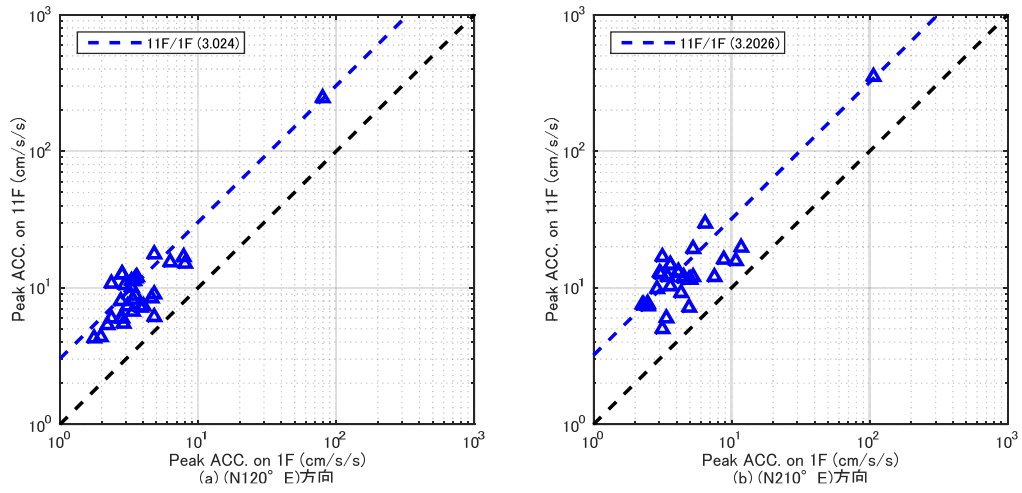 10³
10²
10¹
10⁰
10⁰
10¹
10²
10³
Peak ACC. on 11F (cm/s/s)
11F/1F (3.024)
Peak ACC. on 1F (cm/s/s)
(a) (N120° E)方向
10³
10²
10¹
10⁰
10⁰
10¹
10²
10³
Peak ACC. on 11F (cm/s/s)
11F/1F (3.2026)
Peak ACC. on 1F (cm/s/s)
(b) (N210° E)方向